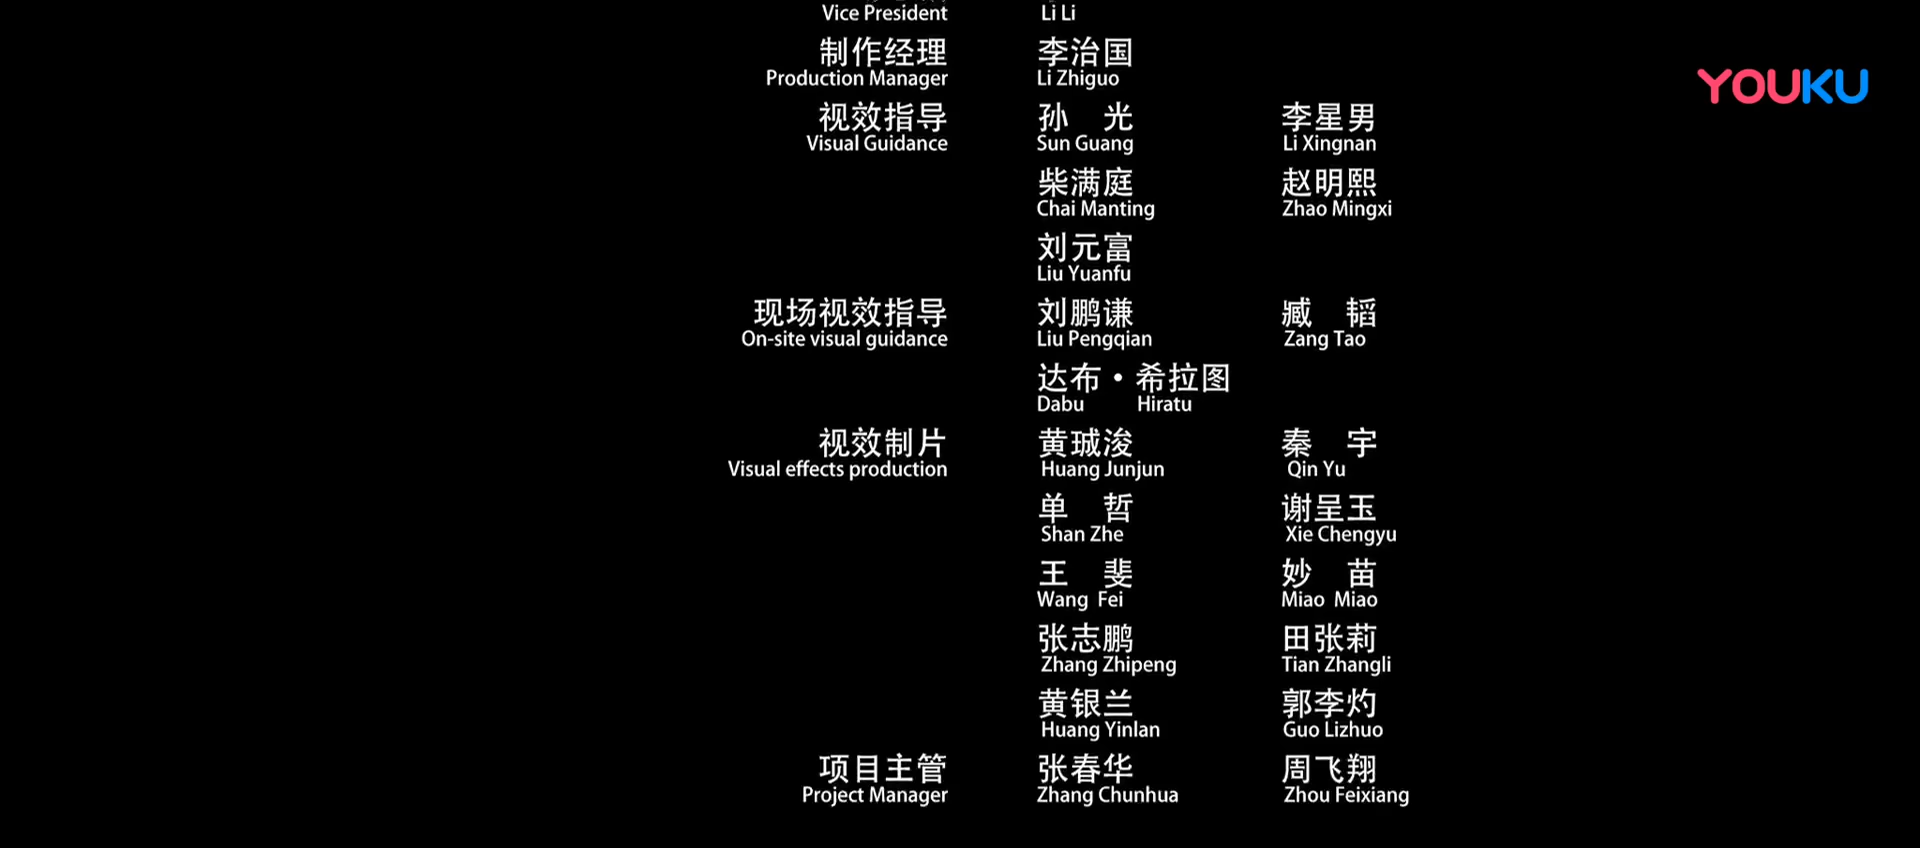 Vice President Li Li
制作经理 李治国
Production Manager Li Zhiguo
YOUKU
视效指导 孙 光 李星男
Visual Guidance Sun Guang Li Xingnan
柴满庭 赵明熙
Chai Manting Zhao Mingxi
刘元富
Liu Yuanfu
现场视效指导 刘鹏谦 臧 韬
On-site visual guidance Liu Pengqian Zang Tao
达布·希拉图
Dabu Hiratu
视效制片 黄珹浚 秦 宇
Visual effects production Huang Junjun Qin Yu
单 哲 谢呈玉
Shan Zhe Xie Chengyu
王 斐 妙 苗
Wang Fei Miao Miao
张志鹏 田张莉
Zhang Zhipeng Tian Zhangli
黄银兰 郭李灼
Huang Yinlan Guo Lizhuo
项目主管 张春华 周飞翔
Project Manager Zhang Chunhua Zhou Feixiang